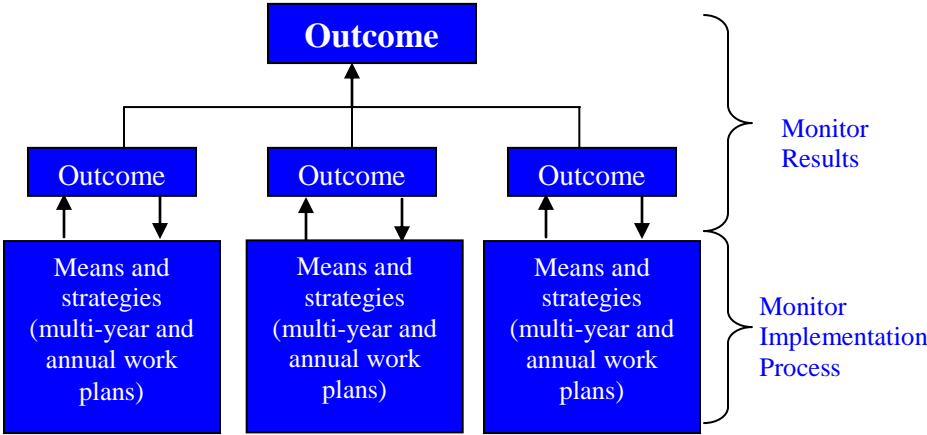 Outcome
Monitor
Results
Outcome
Outcome
Outcome
Means and
strategies
(multi-year and
annual work
plans)
Means and
strategies
(multi-year and
annual work
plans)
Means and
strategies
(multi-year and
annual work
plans)
Monitor
Implementation
Process